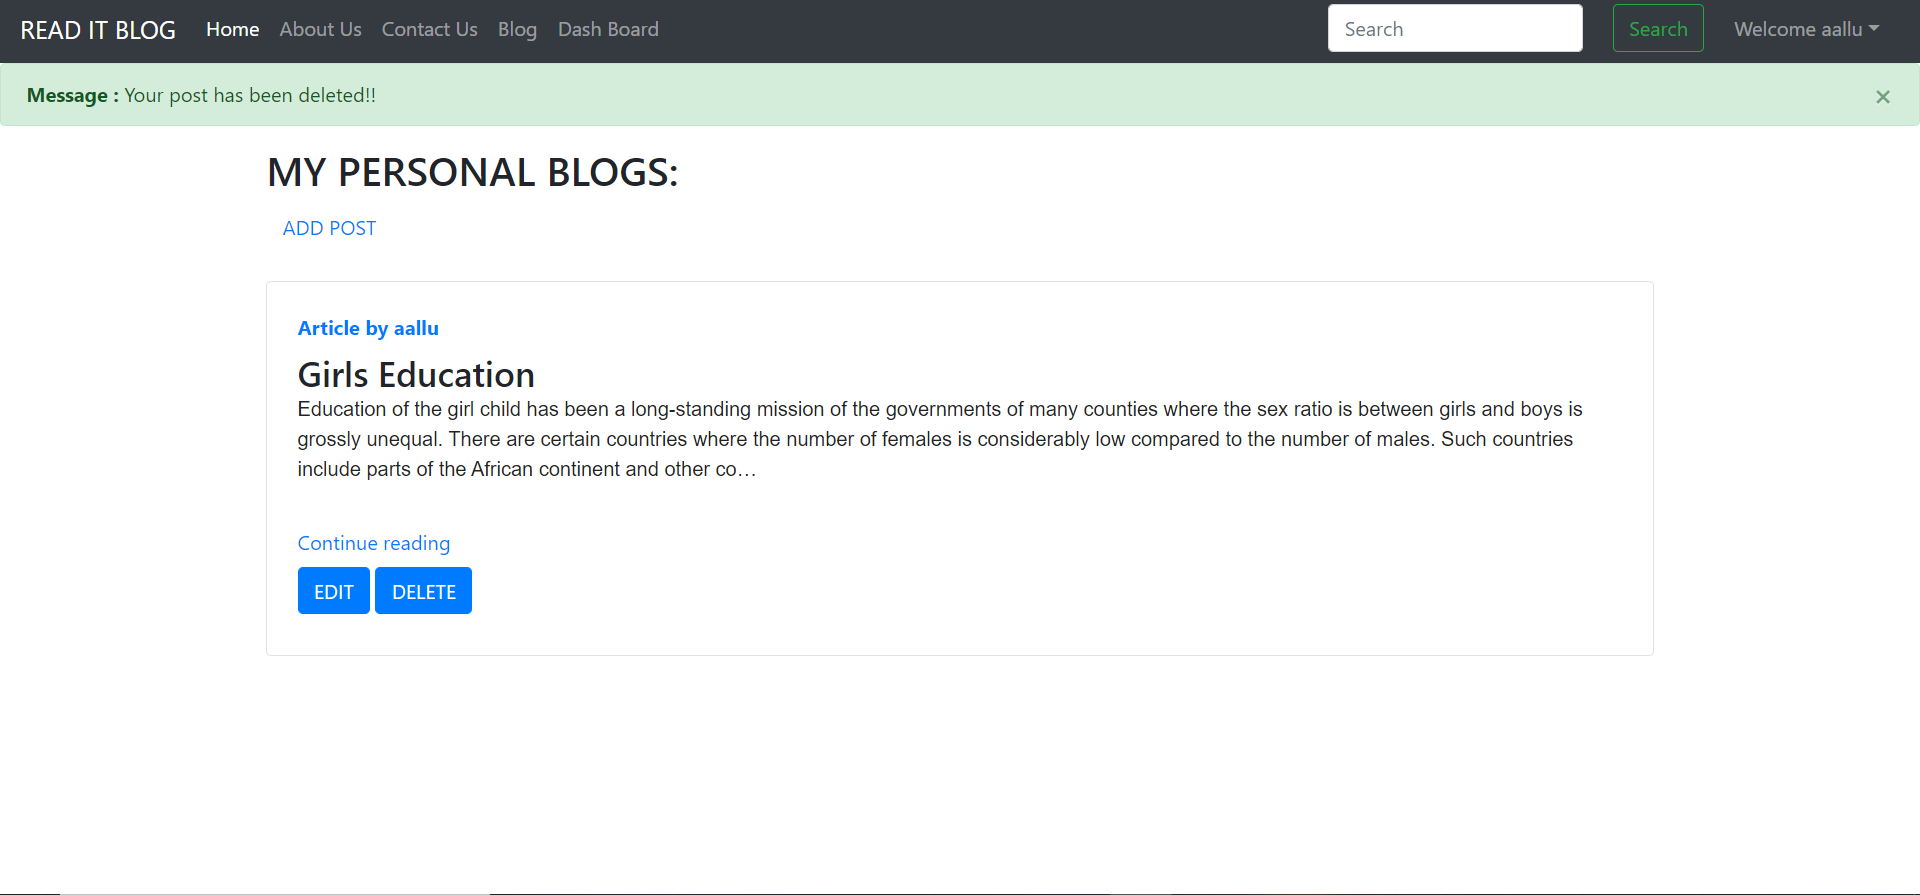 READ IT BLOG Home About Us Contact Us Blog Dash Board Search Search Welcome aallu
Message : Your post has been deleted!! ×
MY PERSONAL BLOGS:
ADD POST
Article by aallu
Girls Education
Education of the girl child has been a long-standing mission of the governments of many counties where the sex ratio is between girls and boys is
grossly unequal. There are certain countries where the number of females is considerably low compared to the number of males. Such countries
include parts of the African continent and other co…
Continue reading
EDIT DELETE